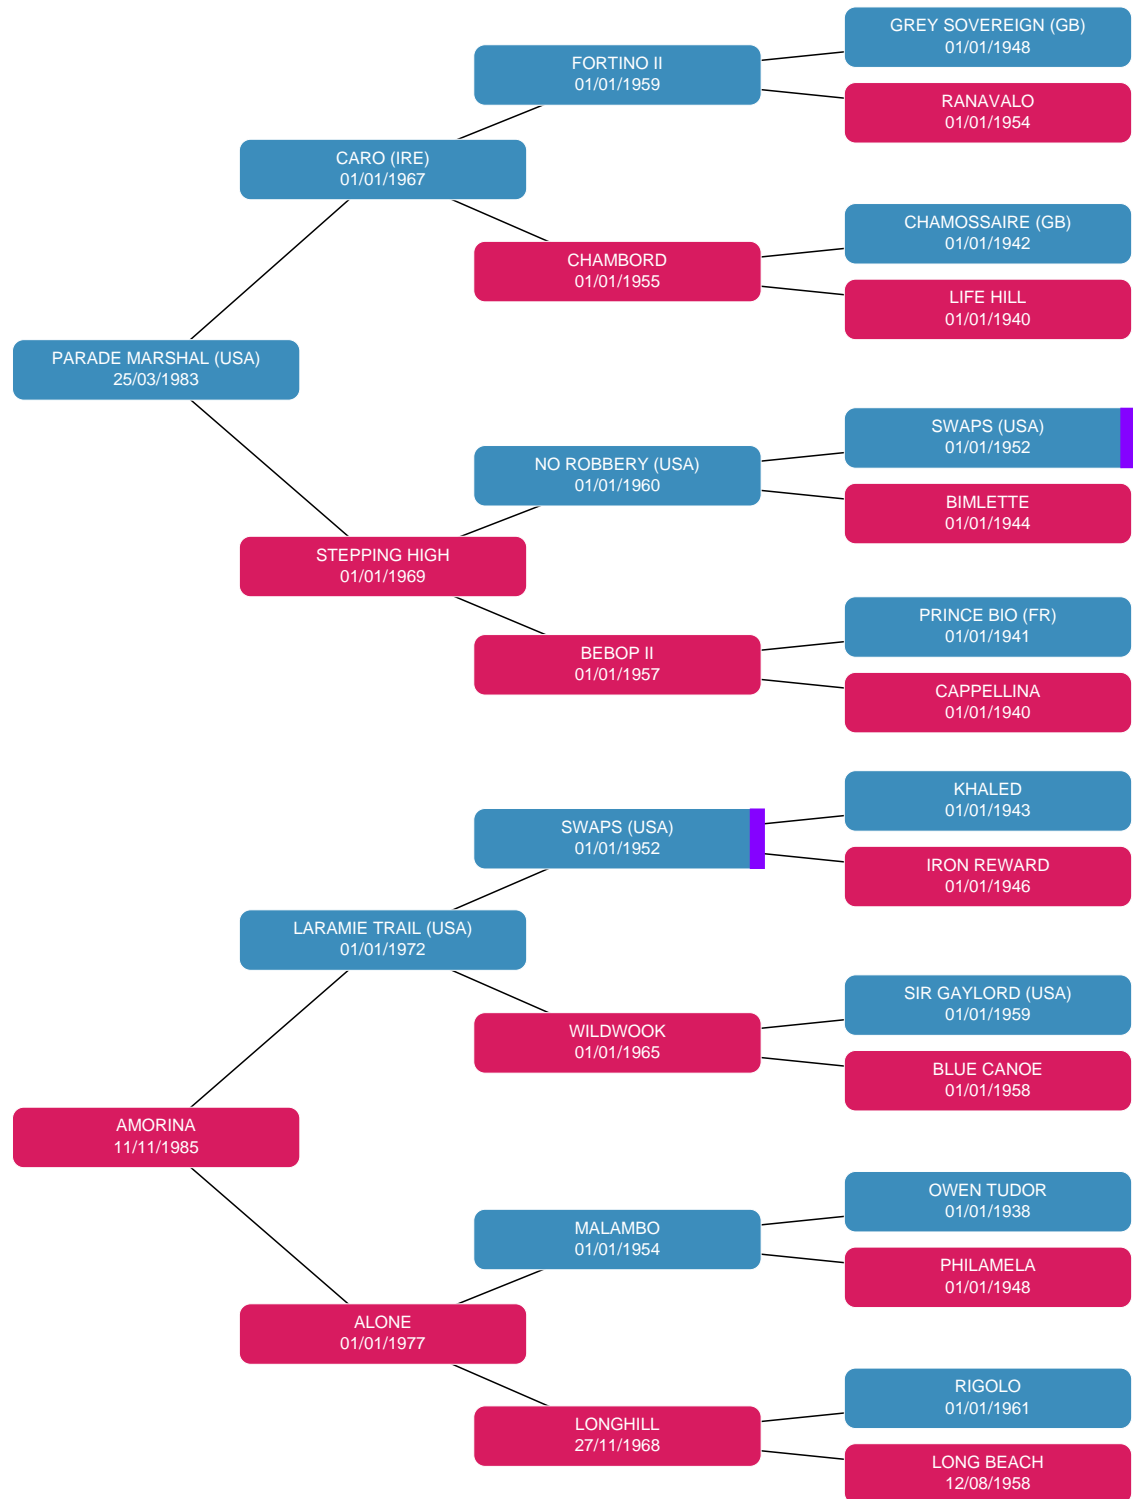 GREY SOVEREIGN (GB)
01/01/1948
FORTINO II
01/01/1959
RANAVALO
01/01/1954
CARO (IRE)
01/01/1967
CHAMOSSAIRE (GB)
01/01/1942
CHAMBORD
01/01/1955
LIFE HILL
01/01/1940
PARADE MARSHAL (USA)
25/03/1983
SWAPS (USA)
01/01/1952
NO ROBBERY (USA)
01/01/1960
BIMLETTE
01/01/1944
STEPPING HIGH
01/01/1969
PRINCE BIO (FR)
01/01/1941
BEBOP II
01/01/1957
CAPPELLINA
01/01/1940
KHALED
01/01/1943
SWAPS (USA)
01/01/1952
IRON REWARD
01/01/1946
LARAMIE TRAIL (USA)
01/01/1972
SIR GAYLORD (USA)
01/01/1959
WILDWOOK
01/01/1965
BLUE CANOE
01/01/1958
AMORINA
11/11/1985
OWEN TUDOR
01/01/1938
MALAMBO
01/01/1954
PHILAMELA
01/01/1948
ALONE
01/01/1977
RIGOLO
01/01/1961
LONGHILL
27/11/1968
LONG BEACH
12/08/1958